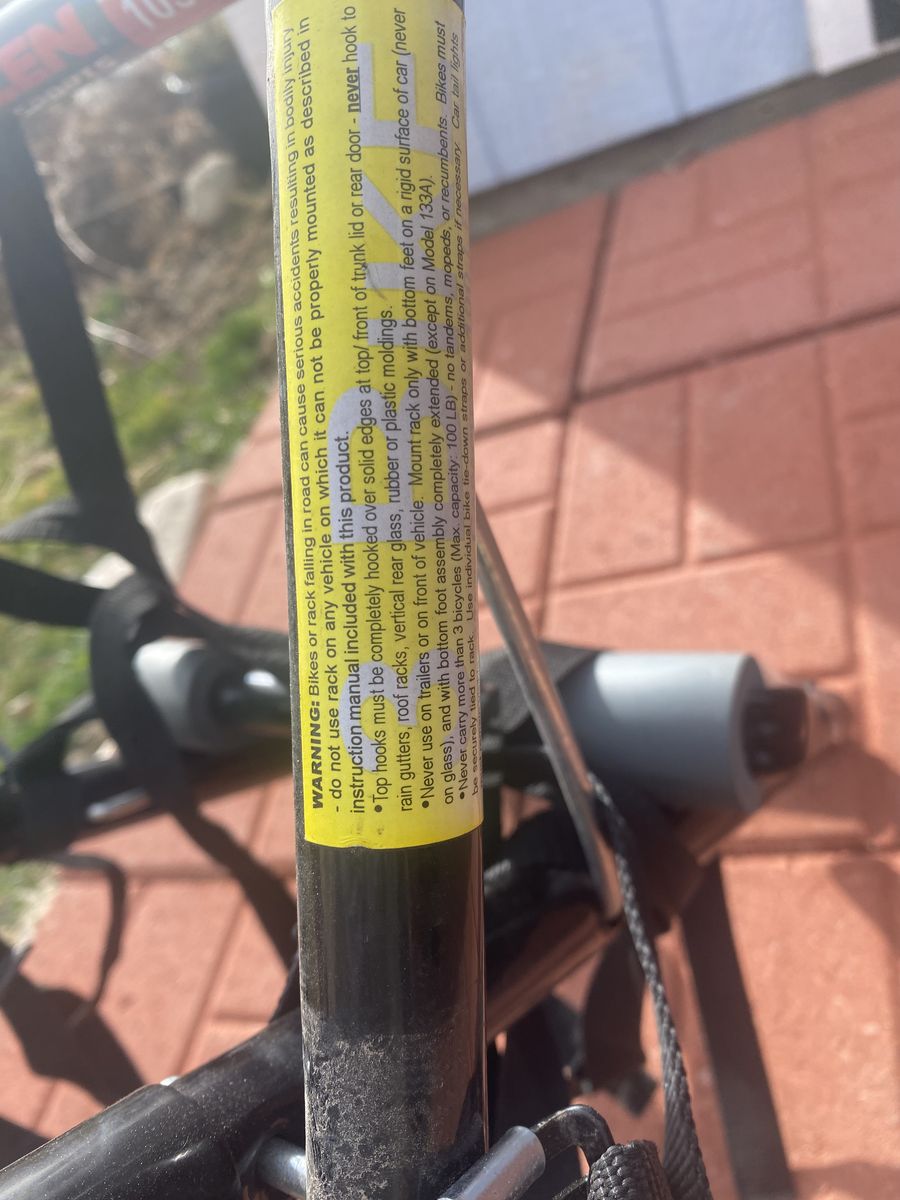 LEN
103
WARNING: Bikes or rack falling in road can cause serious accidents resulting in bodily injury
- do not use rack on any vehicle on which it can not be properly mounted as described in
instruction manual included with this product.
•Top hooks must be completely hooked over solid edges at top/ front of trunk lid or rear door - never hook to
rain gutters, roof racks, vertical rear glass, rubber or plastic moldings.
•Never use on trailers or on front of vehicle. Mount rack only with bottom feet on a rigid surface of car (never
on glass), and with bottom foot assembly completely extended (except on Model 133A).
•Never carry more than 3 bicycles (Max. capacity: 100 LB) - no tandems, mopeds, or recumbents. Bikes must
be securely tied to rack. Use individual bike tie-down straps or additional straps if necessary. Car tail lights
3 BIKE